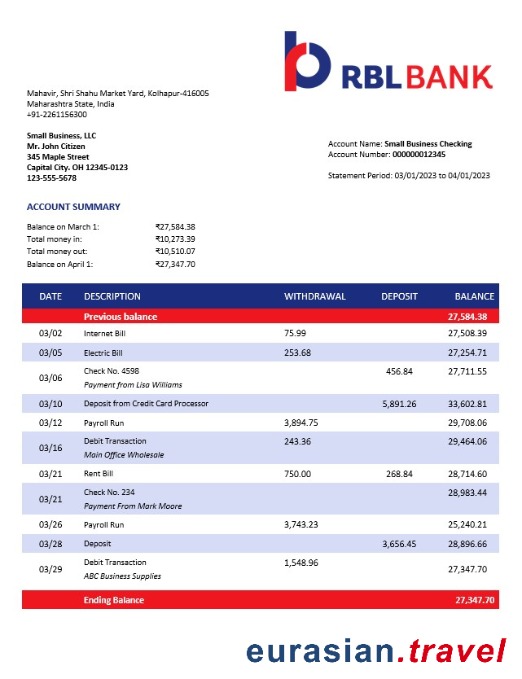 RBL BANK
Mahavir, Shri Shahu Market Yard, Kolhapur-416005
Maharastra State, India
+91-2261156300
Small Business, LLC
Mr. John Citizen
345 Maple Street
Capital City. OH 12345-0123
123-555-5678
Account Name: Small Business Checking
Account Number: 000000012345
Statement Period: 03/01/2023 to 04/01/2023
ACCOUNT SUMMARY
Balance on March 1: ₹27,584.38
Total money in: ₹10,273.39
Total money out: ₹10,510.07
Balance on April 1: ₹27,347.70
DATE DESCRIPTION WITHDRAWAL DEPOSIT BALANCE
Previous balance 27,584.38
03/02 Internet Bill 75.99 27,508.39
03/05 Electric Bill 253.68 27,254.71
03/06 Check No. 4598 456.84 27,711.55
Payment from Lisa Williams
03/10 Deposit from Credit Card Processor 5,891.26 33,602.81
03/12 Payroll Run 3,894.75 29,708.06
03/16 Debit Transaction 243.36 29,464.06
Main Office Wholesale
03/21 Rent Bill 750.00 268.84 28,714.60
03/21 Check No. 234 28,983.44
Payment From Mark Moore
03/26 Payroll Run 3,743.23 25,240.21
03/28 Deposit 3,656.45 28,896.66
03/29 Debit Transaction 1,548.96 27,347.70
ABC Business Supplies
Ending Balance 27,347.70
eurasian.travel